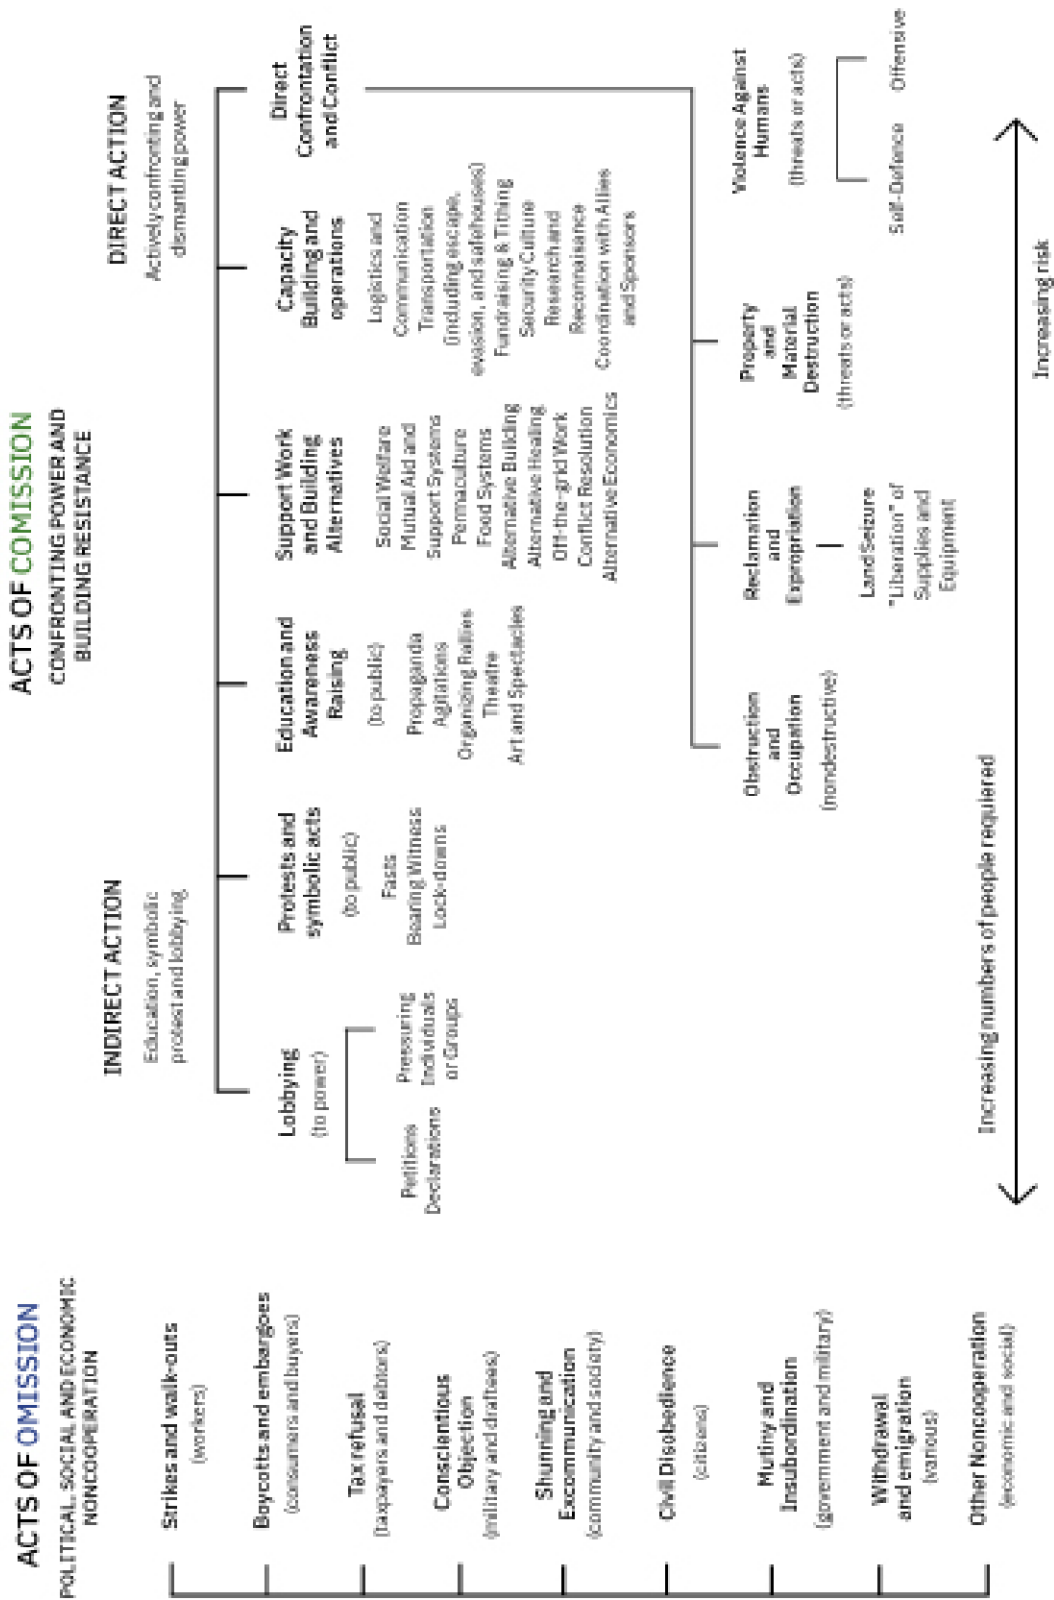 ACTS OF OMISSION
POLITICAL, SOCIAL AND ECONOMIC
NONCOOPERATION
Strikes and walk-outs
(workers)
Boycotts and embargoes
(consumers and buyers)
Tax refusal
(taxpayers and debtors)
Conscientious
Objection
(military and draftees)
Shunning and
Excommunication
(community and society)
Civil Disobedience
(citizens)
Mutiny and
Insubordination
(government and military)
Withdrawal
and emigration
(various)
Other Noncooperation
(economic and social)
ACTS OF COMISSION
CONFRONTING POWER AND
BUILDING RESISTANCE
INDIRECT ACTION
Education, symbolic
protest and lobbying
DIRECT ACTION
Actively confronting and
dismanting power
Lobbying
(to power)
Petitions
Declarations
Pressuring
Individuals
or Groups
Protests and
symbolic acts
(to public)
Fasts
Bearing Witness
Lock-downs
Education and
Awareness
Raising
(to public)
Propaganda
Agitations
Organizing Rallies
Theatre
Art and Spectacles
Support Work
and Building
Alternatives
Social Welfare
Mutual Aid and
Support Systems
Permaculture
Food Systems
Alternative Building
Alternative Healing
Off-the-grid Work
Conflict Resolution
Alternative Economics
Capacity
Building and
operations
Logistics and
Communication
Transportation
(including escape,
evasion, and safehouses)
Fundraising & Tithing
Security Culture
Research and
Reconnaisance
Coordination with Allies
and Sponsors
Direct
Confrontation
and Conflict
Obstruction
and
Occupation
(nondestructive)
Reclamation
and
Expropriation
Land Seizure
"Liberation" of
Supplies and
Equipment
Property
and
Material
Destruction
(threats or acts)
Violence Against
Humans
(threats or acts)
Self-Defence
Offensive
Increasing numbers of people requiered
Increasing risk